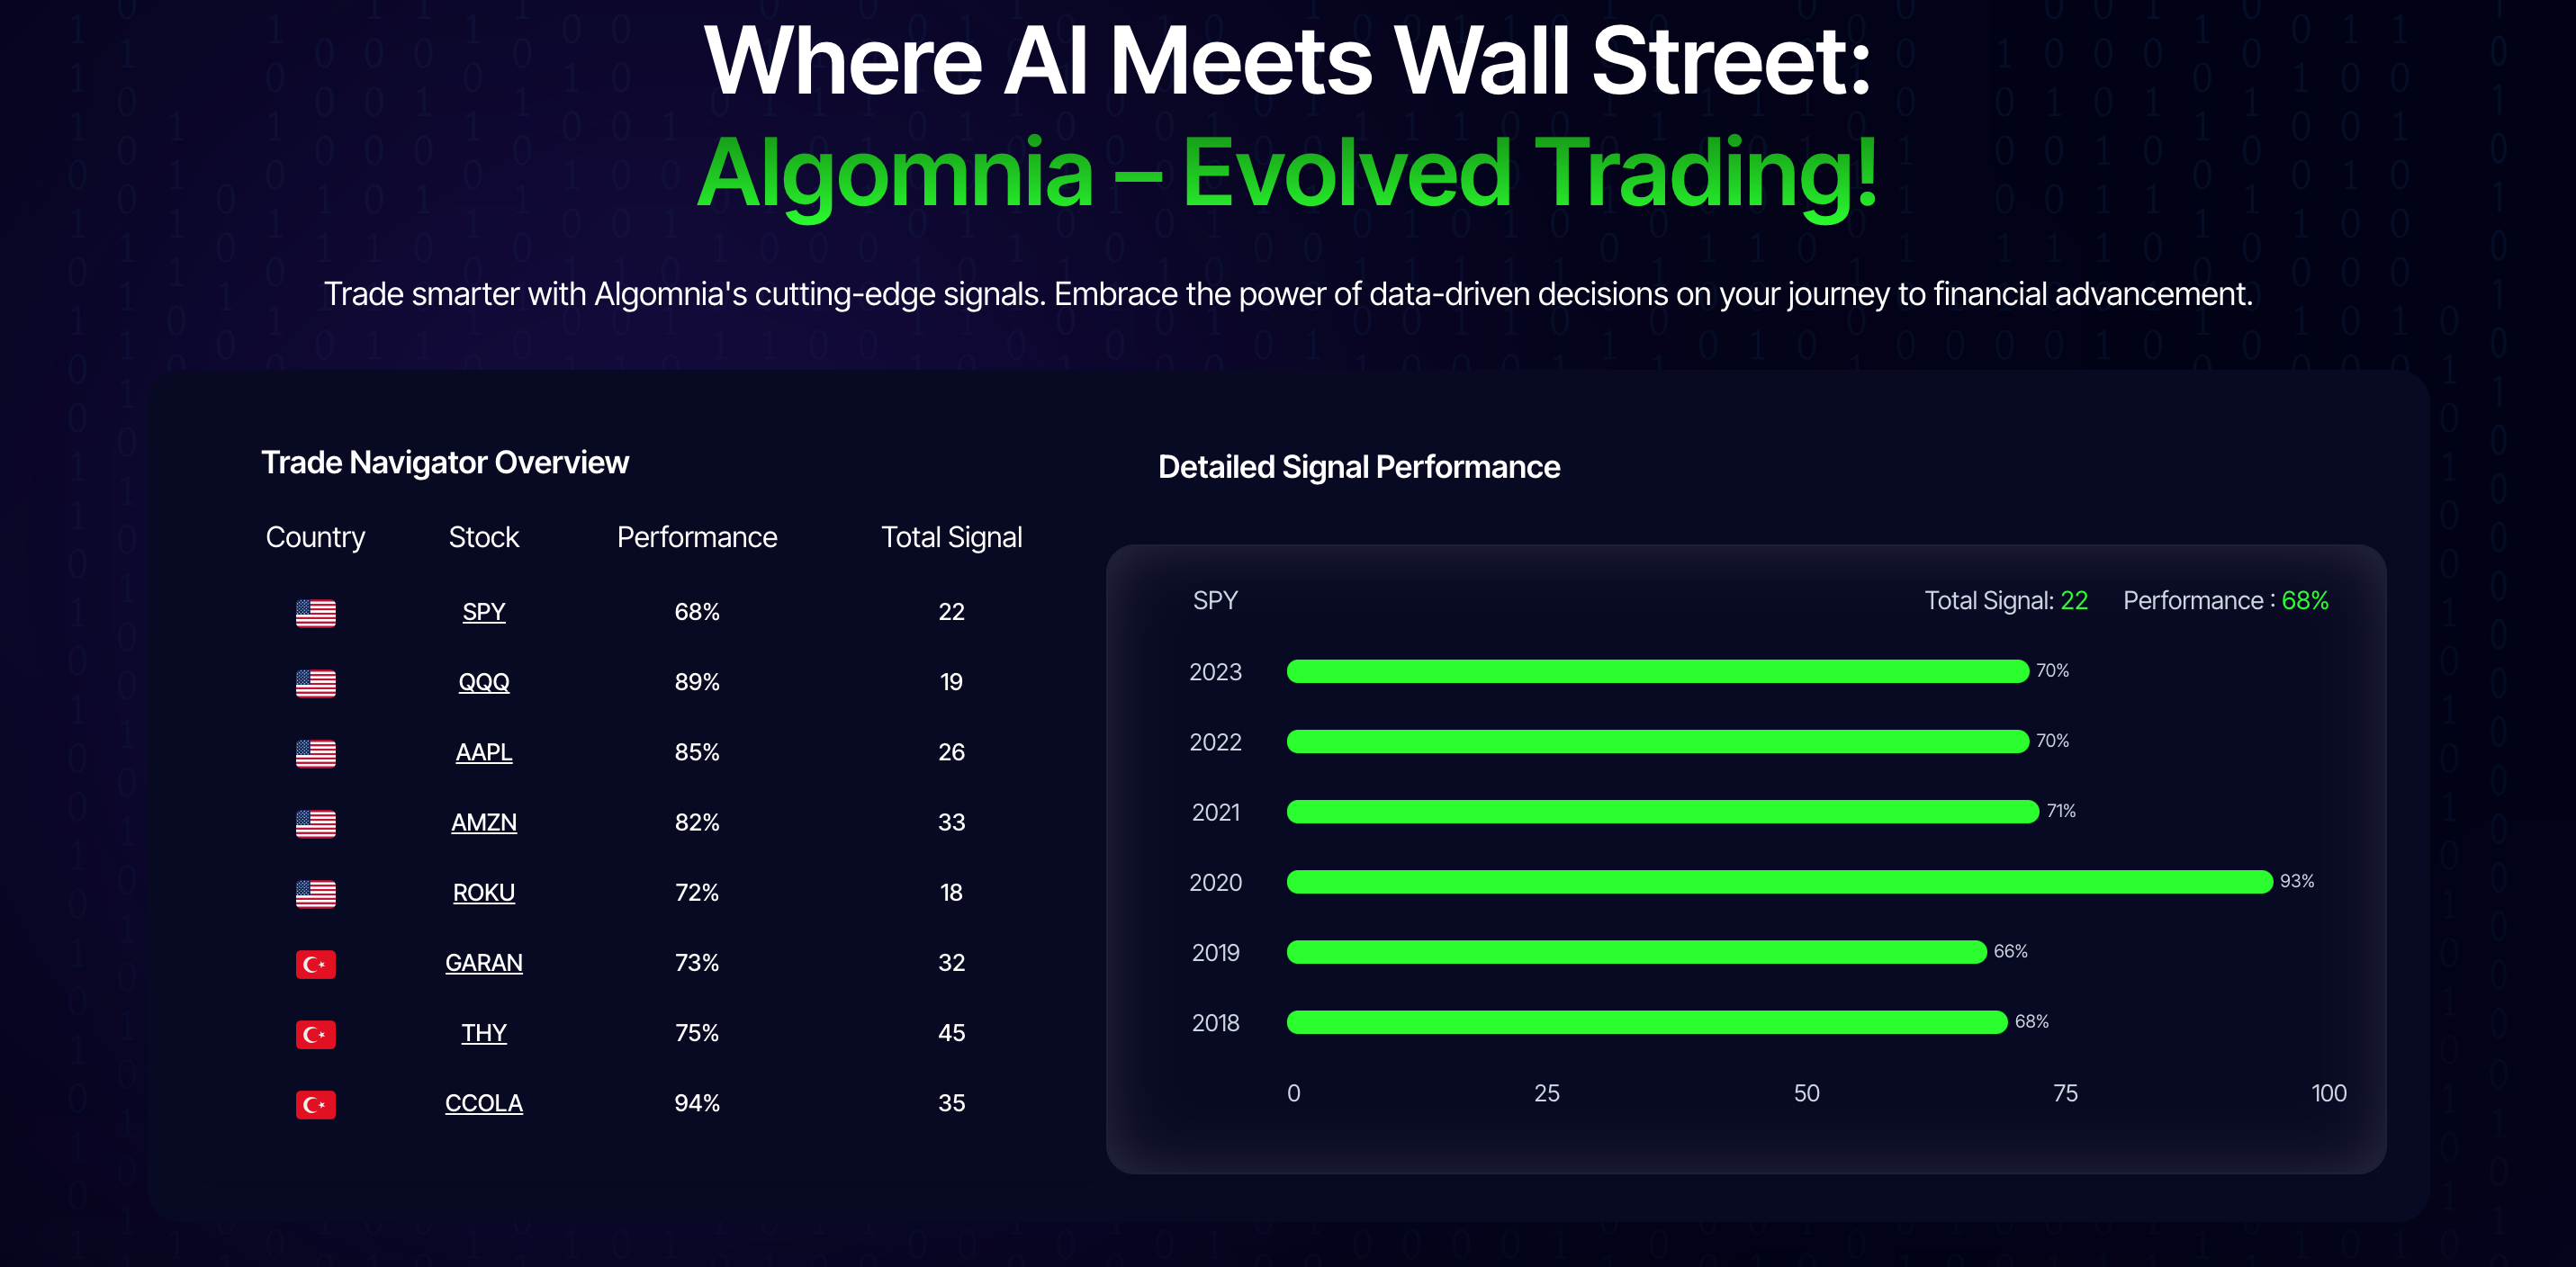 Where AI Meets Wall Street:
Algomnia – Evolved Trading!
Trade smarter with Algomnia's cutting-edge signals. Embrace the power of data-driven decisions on your journey to financial advancement.
Trade Navigator Overview
Country Stock Performance Total Signal
SPY 68% 22
QQQ 89% 19
AAPL 85% 26
AMZN 82% 33
ROKU 72% 18
GARAN 73% 32
THY 75% 45
CCOLA 94% 35
Detailed Signal Performance
SPY Total Signal: 22 Performance : 68%
2023 70%
2022 70%
2021 71%
2020 93%
2019 66%
2018 68%
0 25 50 75 100